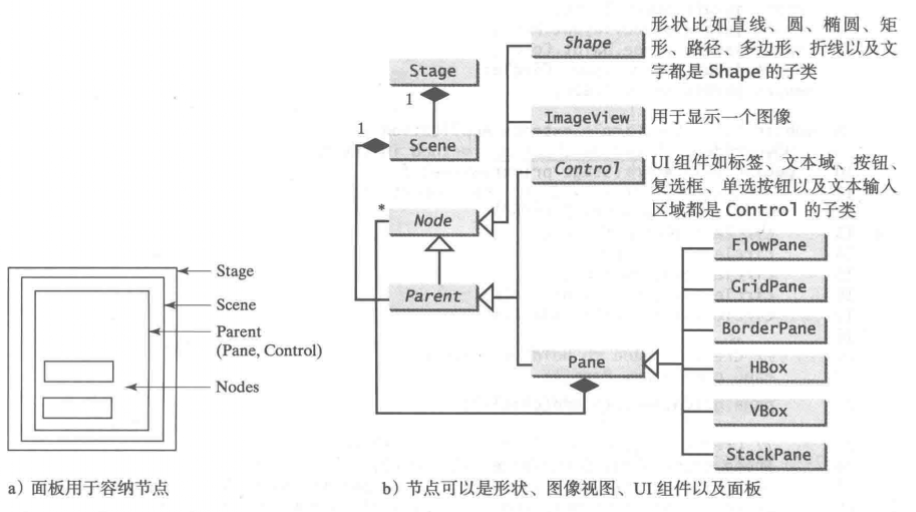 Stage
Scene
Parent
(Pane, Control)
Nodes
a）面板用于容纳节点
Stage
1
1
Scene
*
Node
Parent
Shape
形状比如直线、圆、椭圆、矩
形、路径、多边形、折线以及文
字都是 Shape 的子类
ImageView
用于显示一个图像
Control
UI 组件如标签、文本域、按钮、
复选框、单选按钮以及文本输入
区域都是 Control 的子类
Pane
FlowPane
GridPane
BorderPane
HBox
VBox
StackPane
b）节点可以是形状、图像视图、UI 组件以及面板